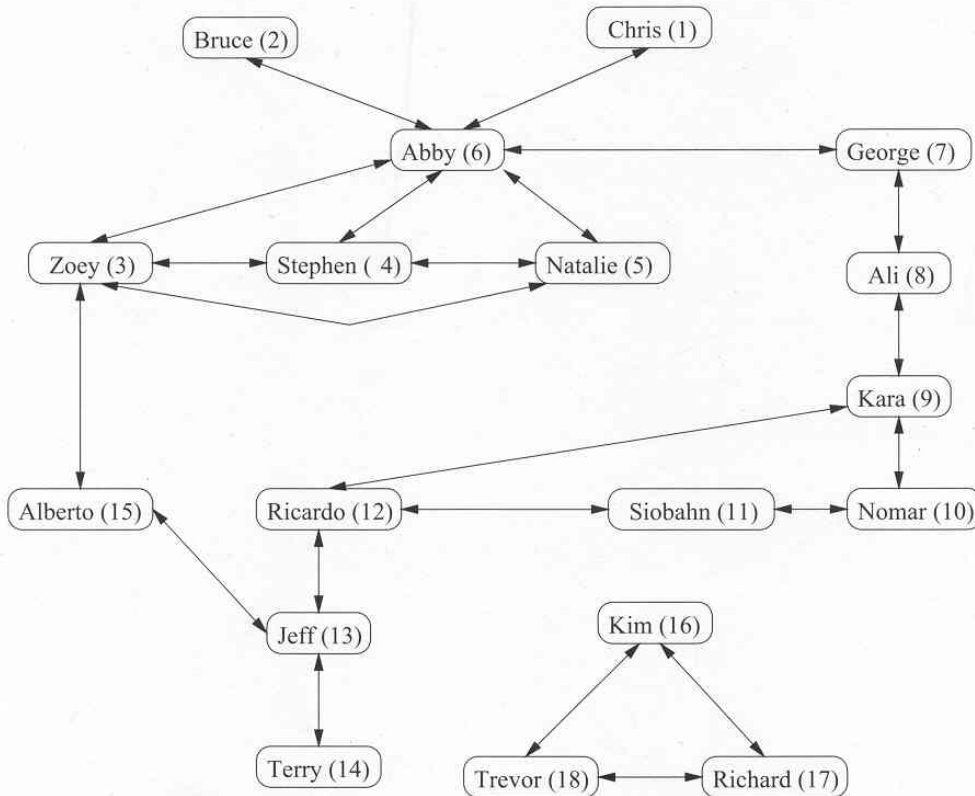 Bruce (2)
Chris (1)
Abby (6)
George (7)
Zoey (3)
Stephen ( 4)
Natalie (5)
Ali (8)
Kara (9)
Alberto (15)
Ricardo (12)
Siobahn (11)
Nomar (10)
Jeff (13)
Kim (16)
Terry (14)
Trevor (18)
Richard (17)